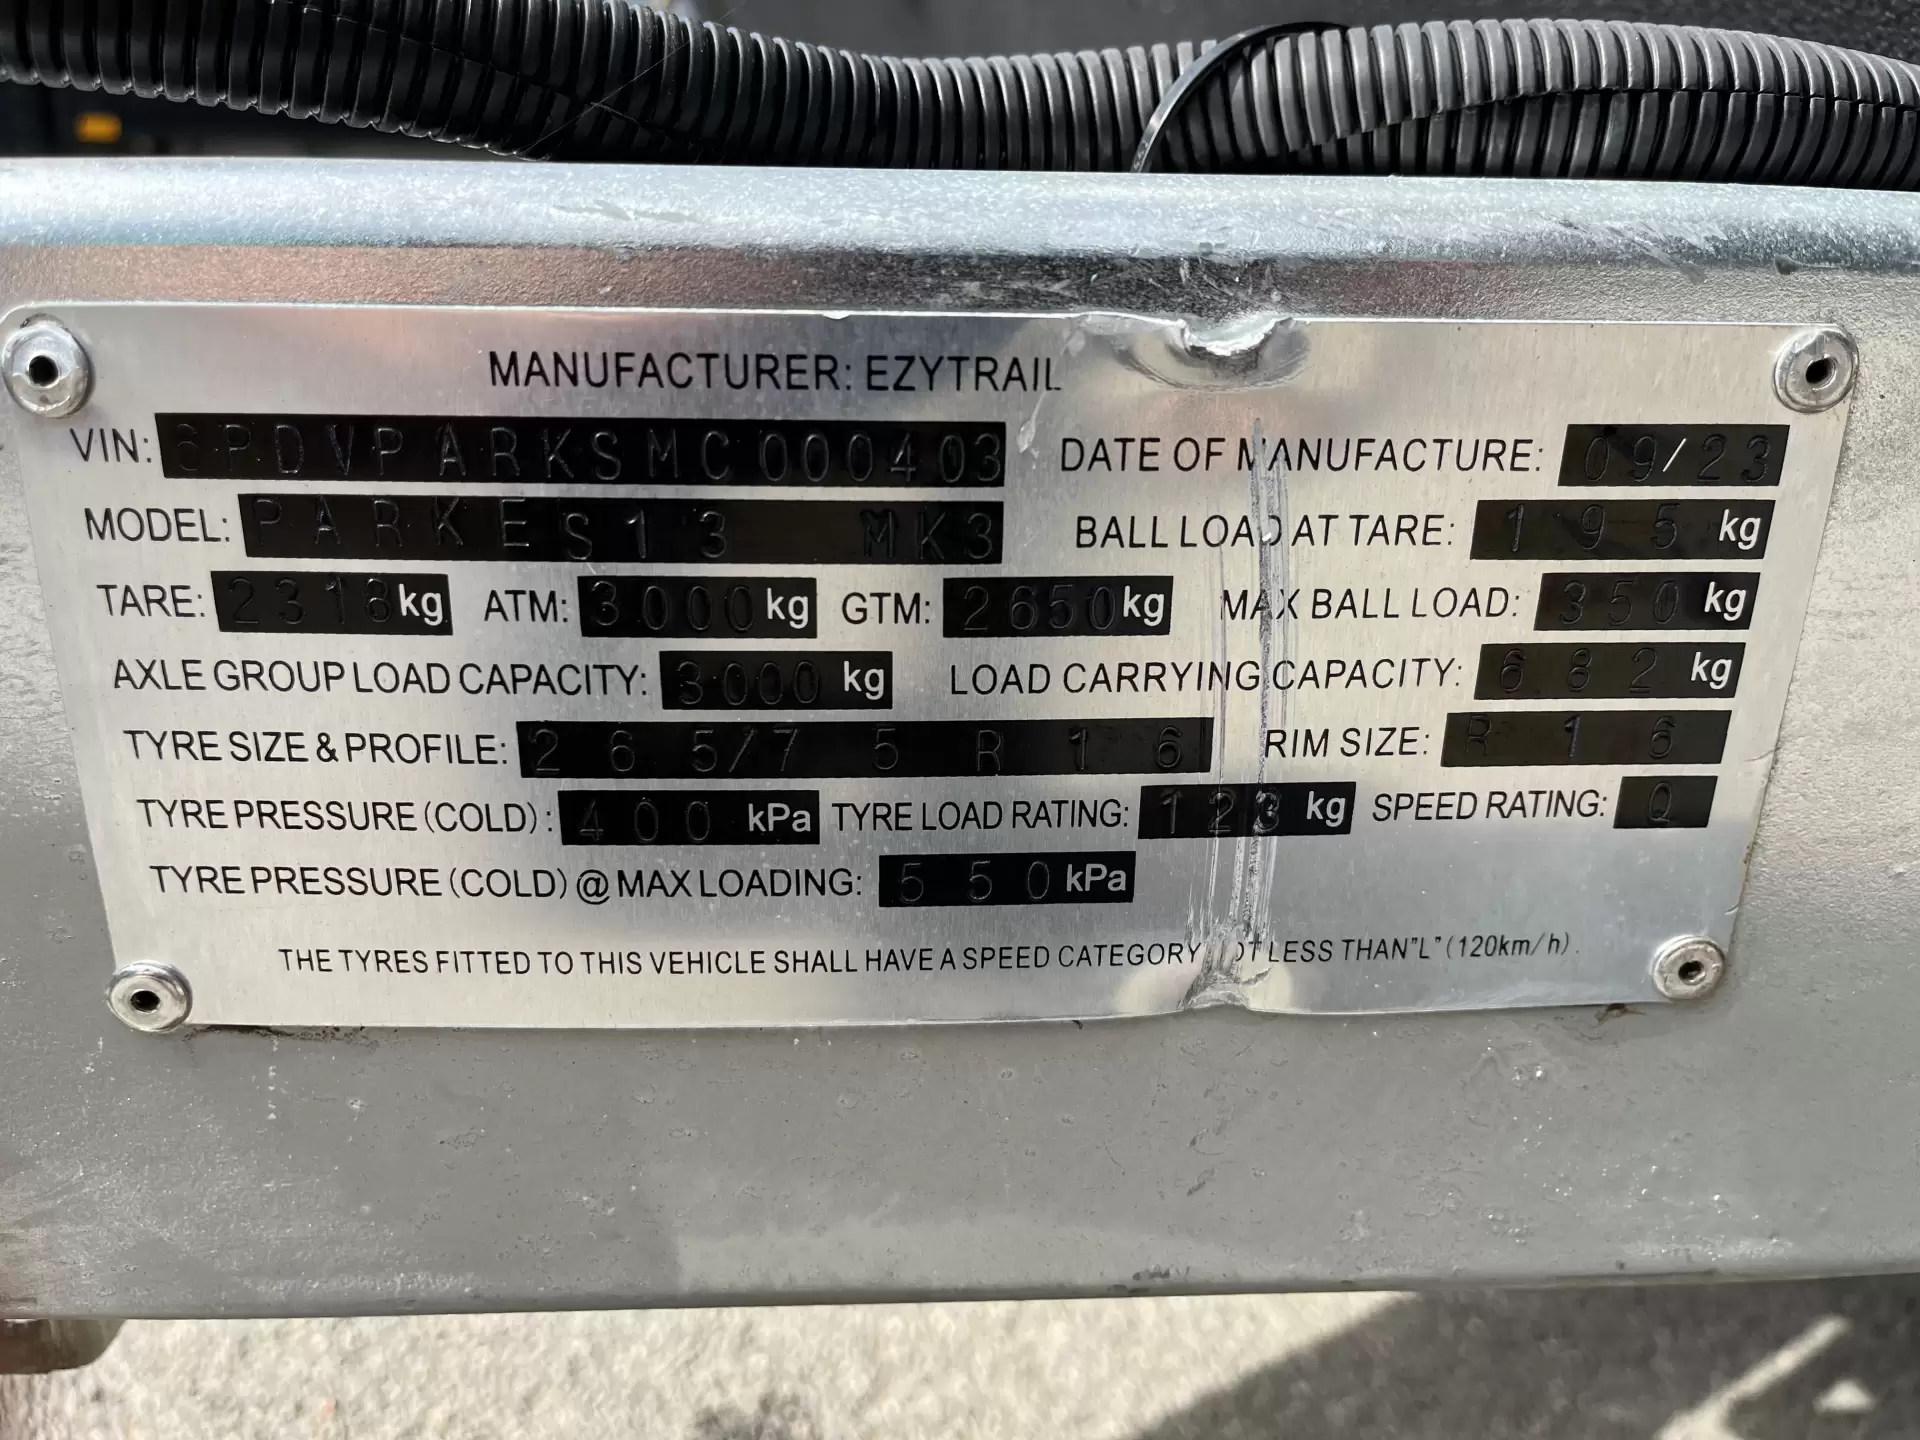 MANUFACTURER: EZYTRAIL
VIN: 6PDVPARKSMC000403 DATE OF MANUFACTURE: 09/23
MODEL: PARKES13 MK3 BALL LOAD AT TARE: 195 kg
TARE: 2318 kg ATM: 3000 kg GTM: 2650 kg MAX BALL LOAD: 350 kg
AXLE GROUP LOAD CAPACITY: 3000 kg LOAD CARRYING CAPACITY: 682 kg
TYRE SIZE & PROFILE: 265/75 R16 RIM SIZE: R16
TYRE PRESSURE (COLD): 400 kPa TYRE LOAD RATING: 123 kg SPEED RATING: Q
TYRE PRESSURE (COLD) @ MAX LOADING: 550 kPa
THE TYRES FITTED TO THIS VEHICLE SHALL HAVE A SPEED CATEGORY NOT LESS THAN "L" (120km/h).